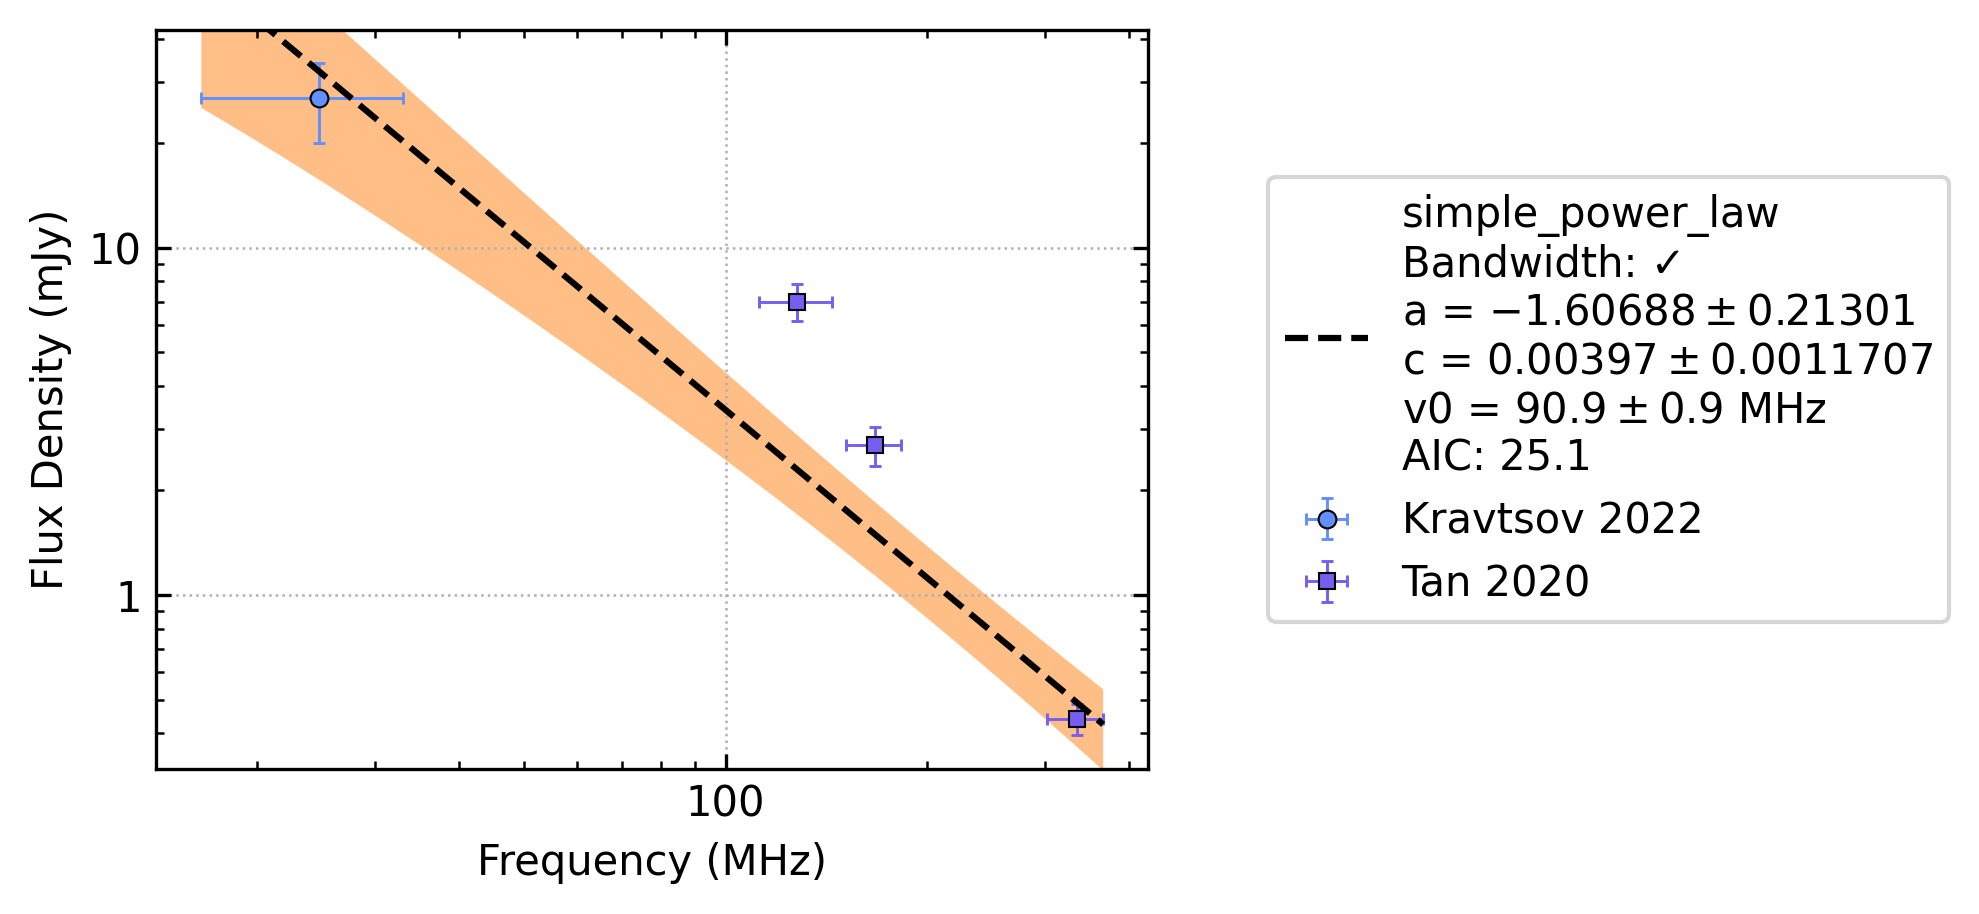 10
1
Flux Density (mJy)
100
Frequency (MHz)
simple_power_law
Bandwidth: ✓
a = −1.60688 ± 0.21301
c = 0.00397 ± 0.0011707
v0 = 90.9 ± 0.9 MHz
AIC: 25.1
Kravtsov 2022
Tan 2020